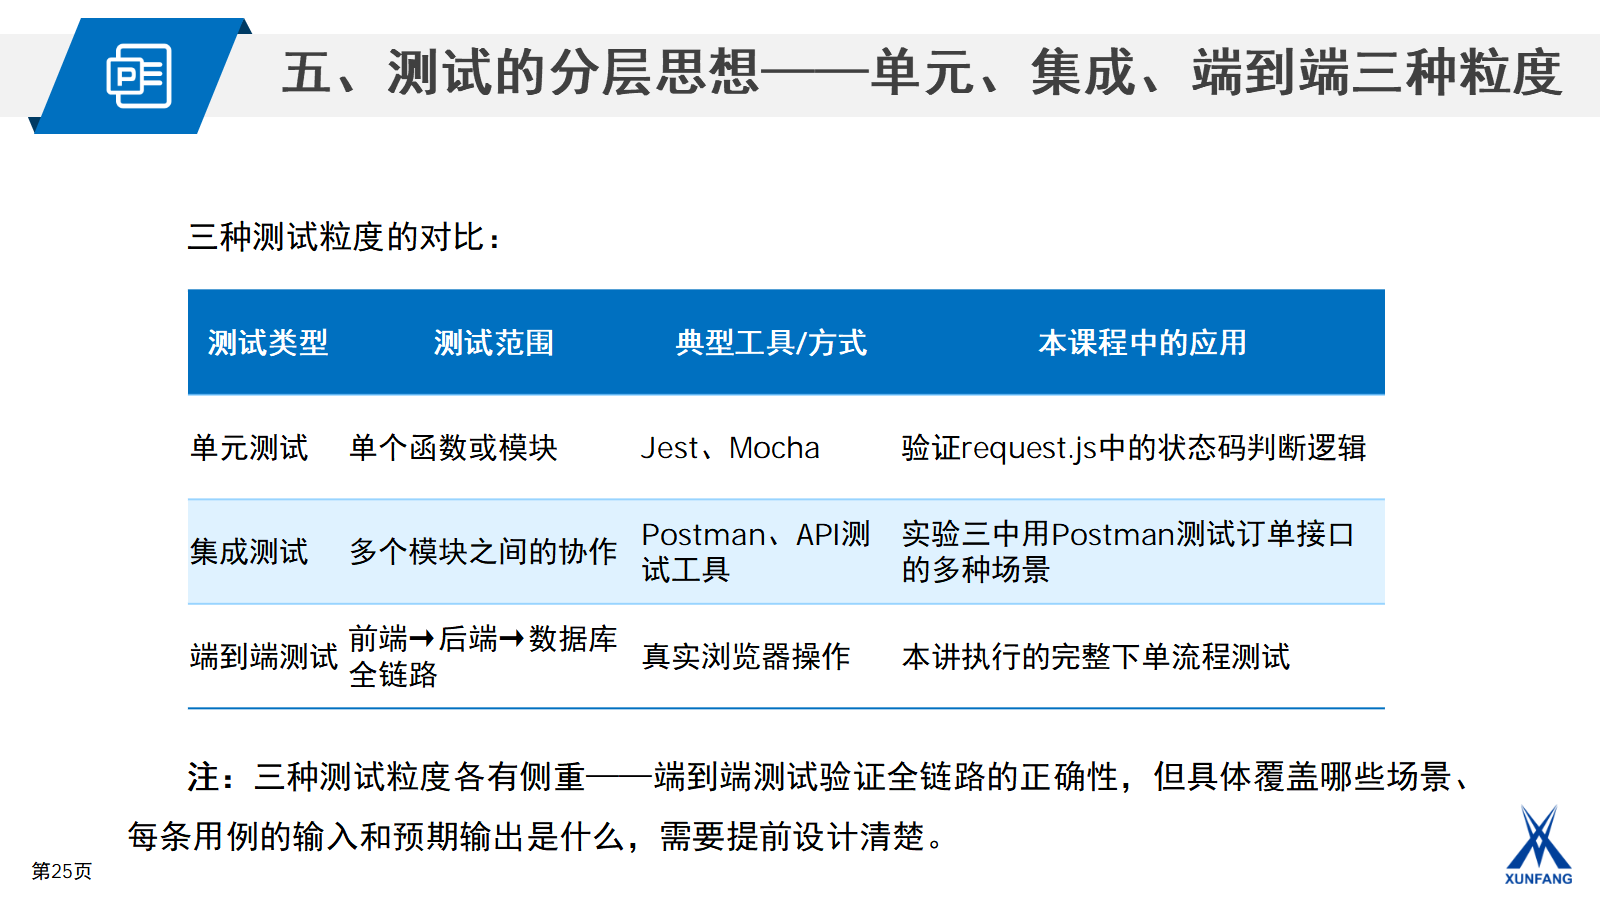 五、测试的分层思想——单元、集成、端到端三种粒度
三种测试粒度的对比：
测试类型 测试范围 典型工具/方式 本课程中的应用
单元测试 单个函数或模块 Jest、Mocha 验证request.js中的状态码判断逻辑
集成测试 多个模块之间的协作 Postman、API测
试工具 实验三中用Postman测试订单接口
的多种场景
端到端测试 前端→后端→数据库
全链路 真实浏览器操作 本讲执行的完整下单流程测试
注：三种测试粒度各有侧重——端到端测试验证全链路的正确性，但具体覆盖哪些场景、
每条用例的输入和预期输出是什么，需要提前设计清楚。
第25页
XUNFANG